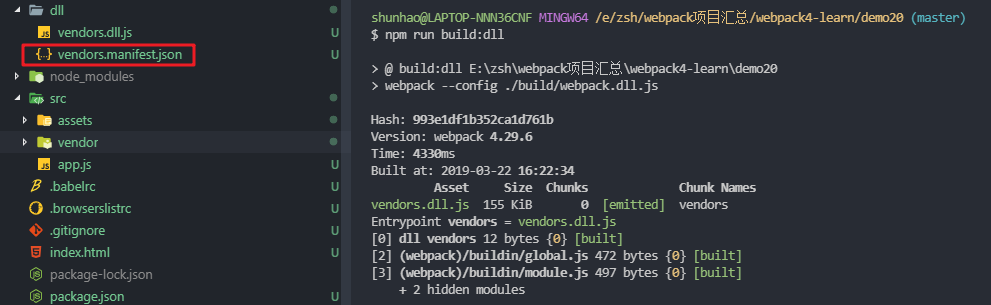 dll
vendors.dll.js
vendors.manifest.json
node_modules
src
assets
vendor
app.js
.babelrc
.browserslistrc
.gitignore
index.html
package-lock.json
package.json
U
U
U
U
U
U
U
U
shunhao@LAPTOP-NNN36CNF MINGW64 /e/zsh/webpack项目汇总/webpack4-learn/demo20 (master)
$ npm run build:dll
> @ build:dll E:\zsh\webpack项目汇总\webpack4-learn\demo20
> webpack --config ./build/webpack.dll.js
Hash: 993e1df1b352ca1d761b
Version: webpack 4.29.6
Time: 4330ms
Built at: 2019-03-22 16:22:34
Asset Size Chunks Chunk Names
vendors.dll.js 155 KiB 0 [emitted] vendors
Entrypoint vendors = vendors.dll.js
[0] dll vendors 12 bytes {0} [built]
[2] (webpack)/buildin/global.js 472 bytes {0} [built]
[3] (webpack)/buildin/module.js 497 bytes {0} [built]
+ 2 hidden modules